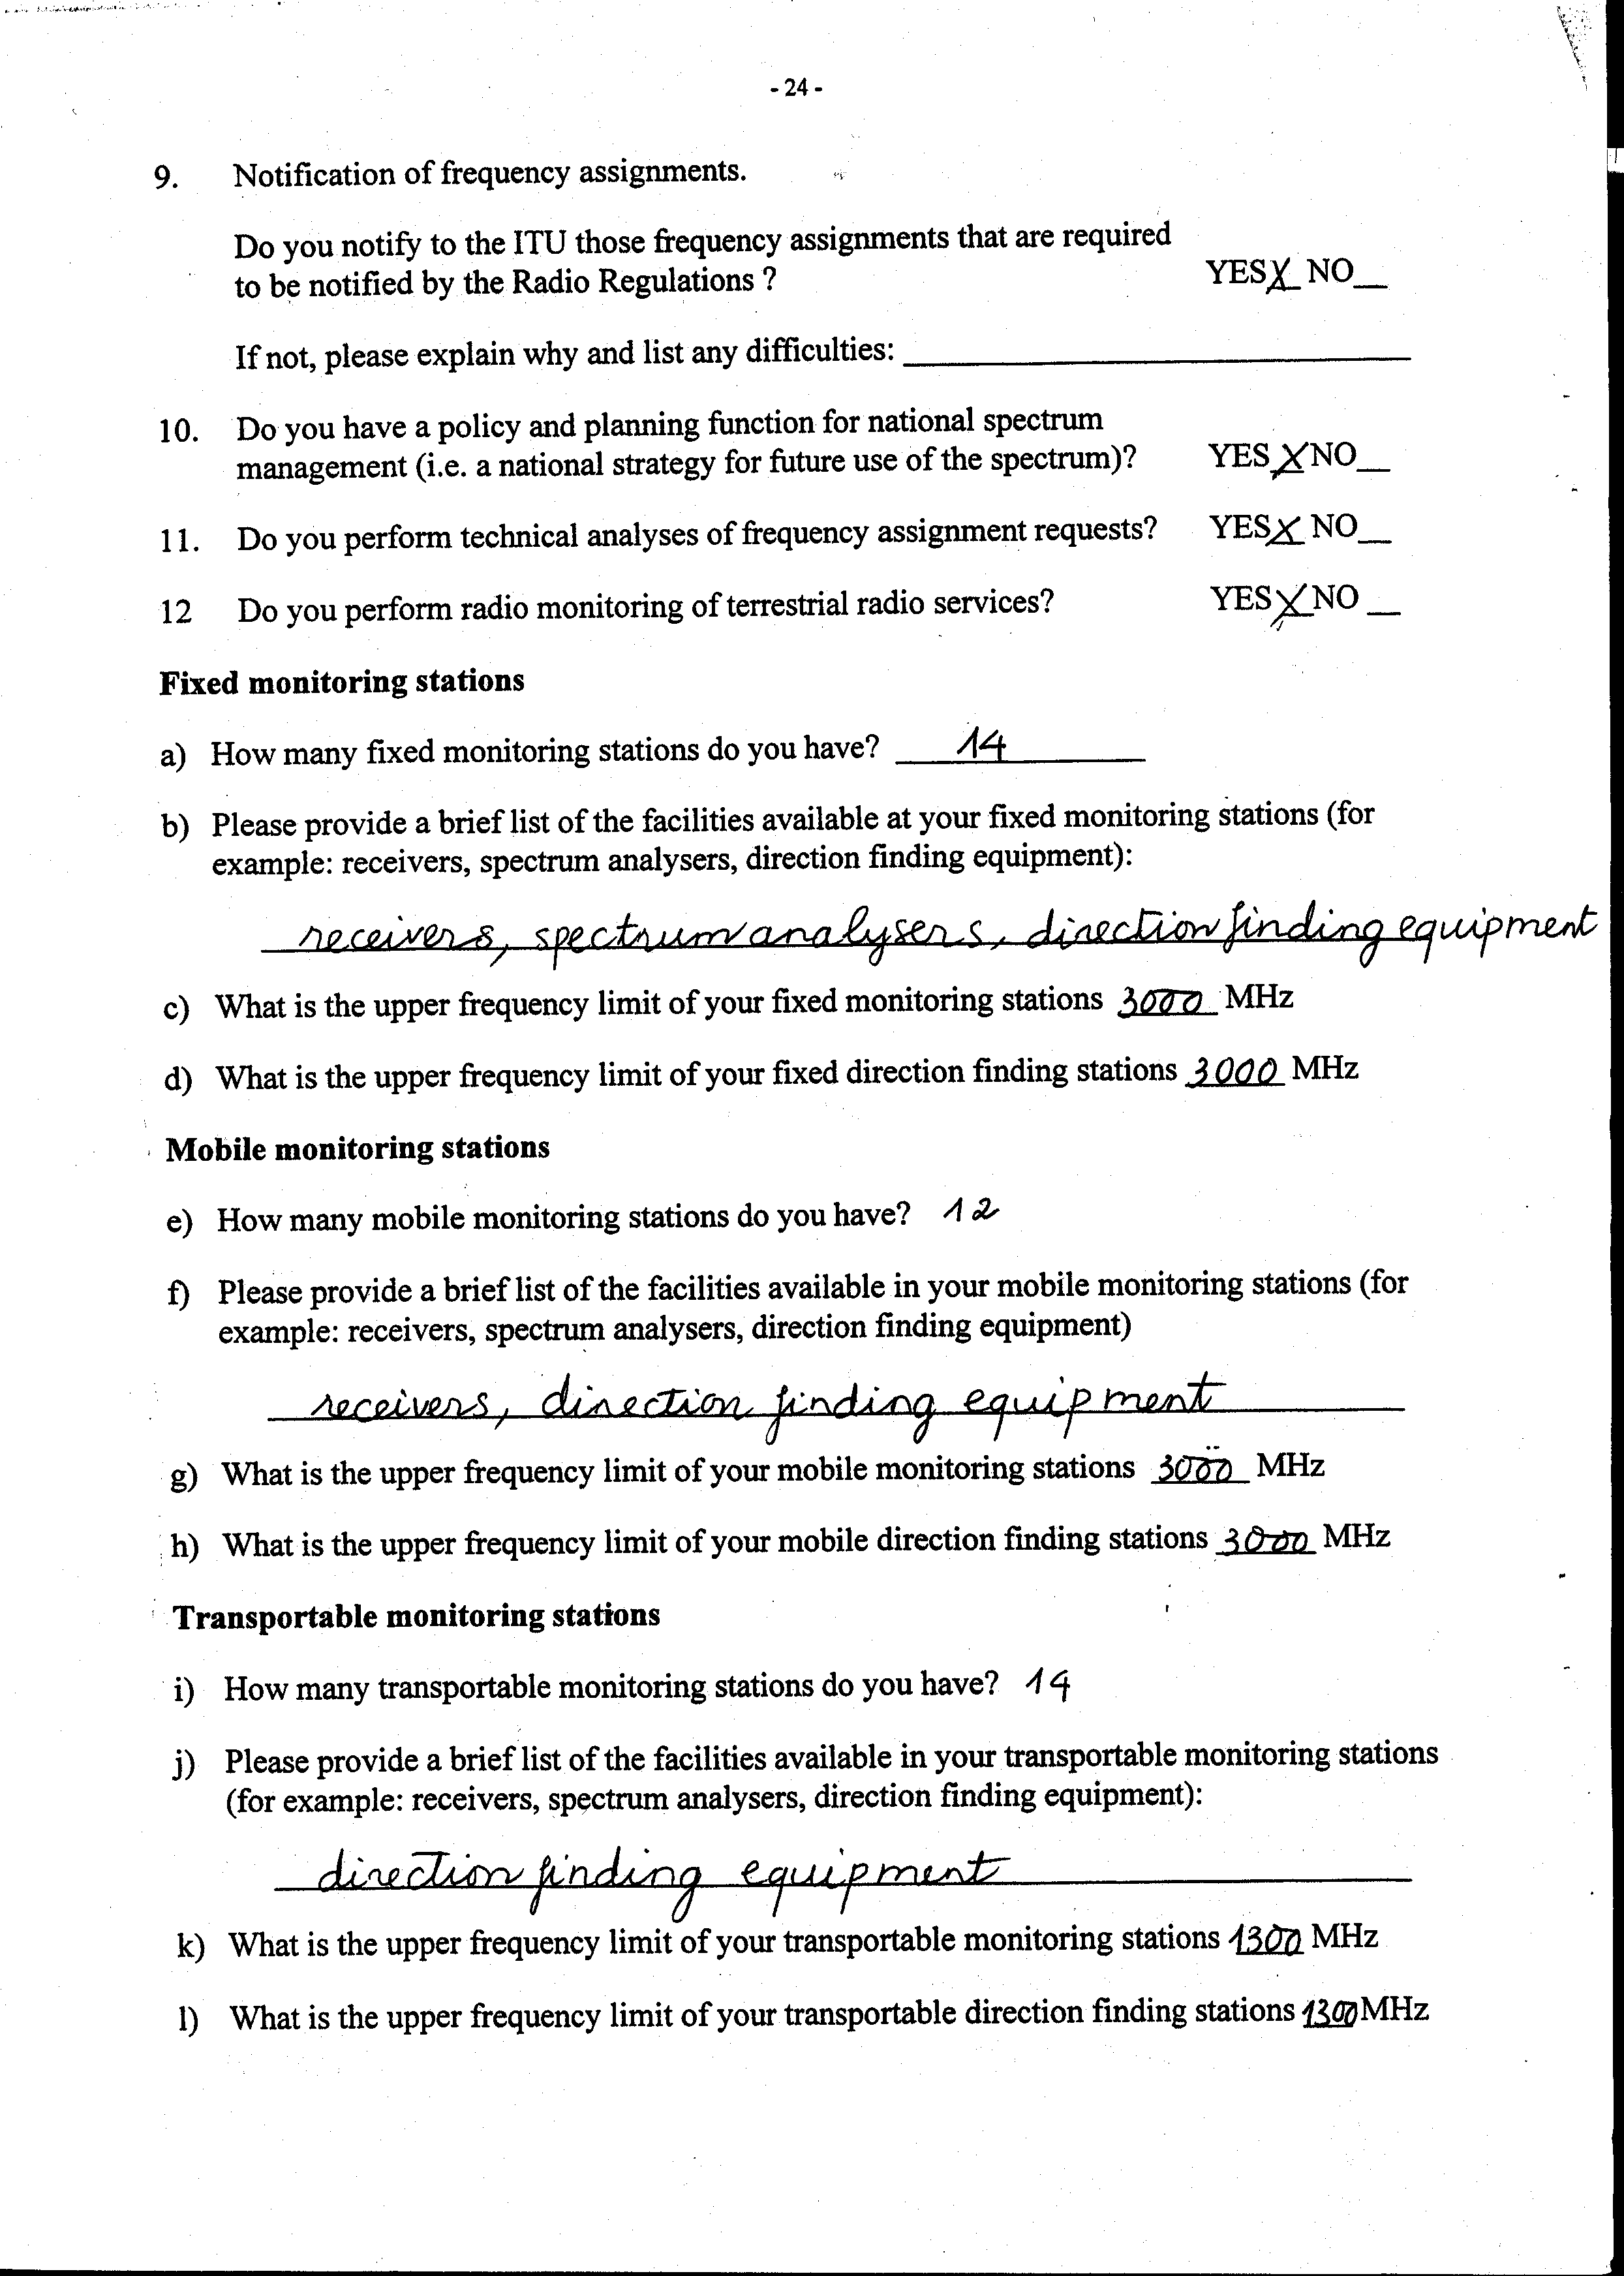 - 24 -
9. Notification of frequency assignments.
Do you notify to the ITU those frequency assignments that are required
to be notified by the Radio Regulations ? YES X NO __
If not, please explain why and list any difficulties: ____
10. Do you have a policy and planning function for national spectrum
management (i.e. a national strategy for future use of the spectrum)? YES X NO __
11. Do you perform technical analyses of frequency assignment requests? YES X NO __
12 Do you perform radio monitoring of terrestrial radio services? YES X NO __
Fixed monitoring stations
a) How many fixed monitoring stations do you have? 14
b) Please provide a brief list of the facilities available at your fixed monitoring stations (for
example: receivers, spectrum analysers, direction finding equipment):
receivers, spectrum analysers, direction finding equipment
c) What is the upper frequency limit of your fixed monitoring stations 3000 MHz
d) What is the upper frequency limit of your fixed direction finding stations 3000 MHz
Mobile monitoring stations
e) How many mobile monitoring stations do you have? 12
f) Please provide a brief list of the facilities available in your mobile monitoring stations (for
example: receivers, spectrum analysers, direction finding equipment)
receivers, direction finding equipment
g) What is the upper frequency limit of your mobile monitoring stations 3000 MHz
h) What is the upper frequency limit of your mobile direction finding stations 3000 MHz
Transportable monitoring stations
i) How many transportable monitoring stations do you have? 14
j) Please provide a brief list of the facilities available in your transportable monitoring stations
(for example: receivers, spectrum analysers, direction finding equipment):
direction finding equipment
k) What is the upper frequency limit of your transportable monitoring stations 1300 MHz
l) What is the upper frequency limit of your transportable direction finding stations 1300 MHz